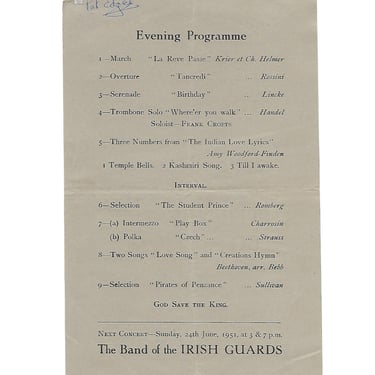 Evening Programme
1—March "La Reve Passe" Krier et Ch. Helmer
2—Overture "Tancredi" ... Rossini
3—Serenade "Birthday" ... Lincke
4—Trombone Solo "Where'er you walk" ... Handel
Soloist—Frank Crofts
5—Three Numbers from "The Indian Love Lyrics"
Amy Woodford-Finden
1 Temple Bells. 2 Kashmiri Song. 3 Till I awake.
Interval.
6—Selection "The Student Prince" ... Romberg
7—(a) Intermezzo "Play Box" Charrosin
(b) Polka "Czech"... ... Strauss
8—Two Songs "Love Song" and "Creations Hymn"
Beethoven, arr. Bebb
9—Selection "Pirates of Penzance" ... Sullivan
God Save the King.
Next Concert—Sunday, 24th June, 1951, at 3 & 7 p.m.
The Band of the IRISH GUARDS